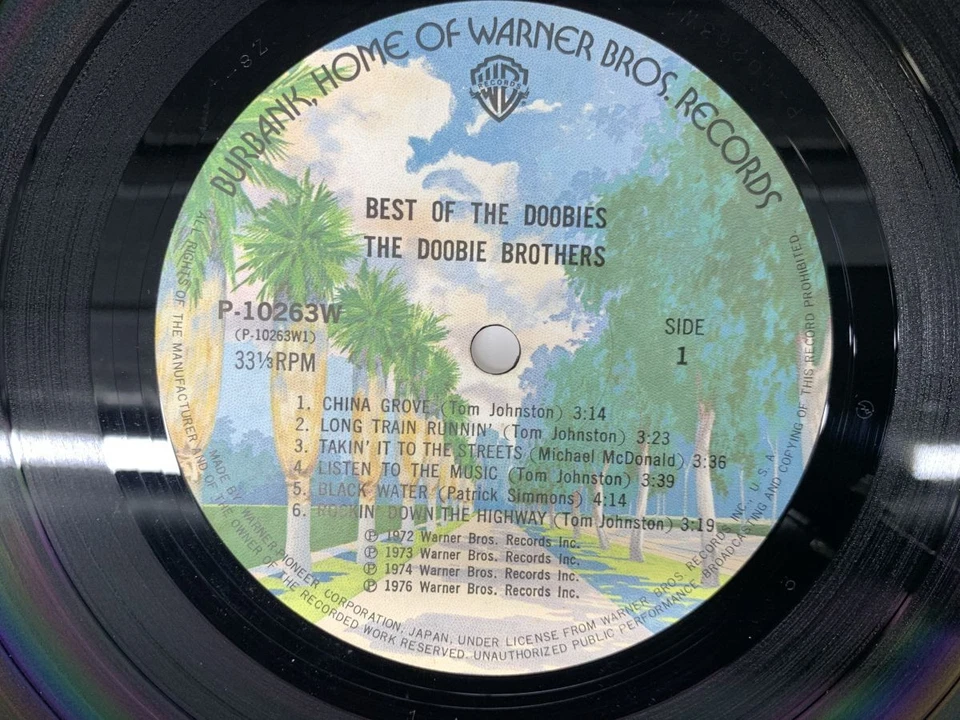 BURBANK, HOME OF WARNER BROS. RECORDS
RECORDS
BEST OF THE DOOBIES
THE DOOBIE BROTHERS
P-10263W
(P-10263W1)
33⅓RPM
SIDE
1
1. CHINA GROVE (Tom Johnston) 3:14
2. LONG TRAIN RUNNIN' (Tom Johnston) 3:23
3. TAKIN' IT TO THE STREETS (Michael McDonald) 3:36
4. LISTEN TO THE MUSIC (Tom Johnston) 3:39
5. BLACK WATER (Patrick Simmons) 4:14
6. ROCKIN' DOWN THE HIGHWAY (Tom Johnston) 3:19
Ⓟ 1972 Warner Bros. Records Inc.
Ⓟ 1973 Warner Bros. Records Inc.
Ⓟ 1974 Warner Bros. Records Inc.
Ⓟ 1976 Warner Bros. Records Inc.
MADE BY WARNER-PIONEER CORPORATION, JAPAN, UNDER LICENSE FROM WARNER BROS. RECORDS INC., U.S.A.
ALL RIGHTS OF THE MANUFACTURER AND OF THE OWNER OF THE RECORDED WORK RESERVED. UNAUTHORIZED PUBLIC PERFORMANCE, BROADCASTING AND COPYING OF THIS RECORD PROHIBITED.